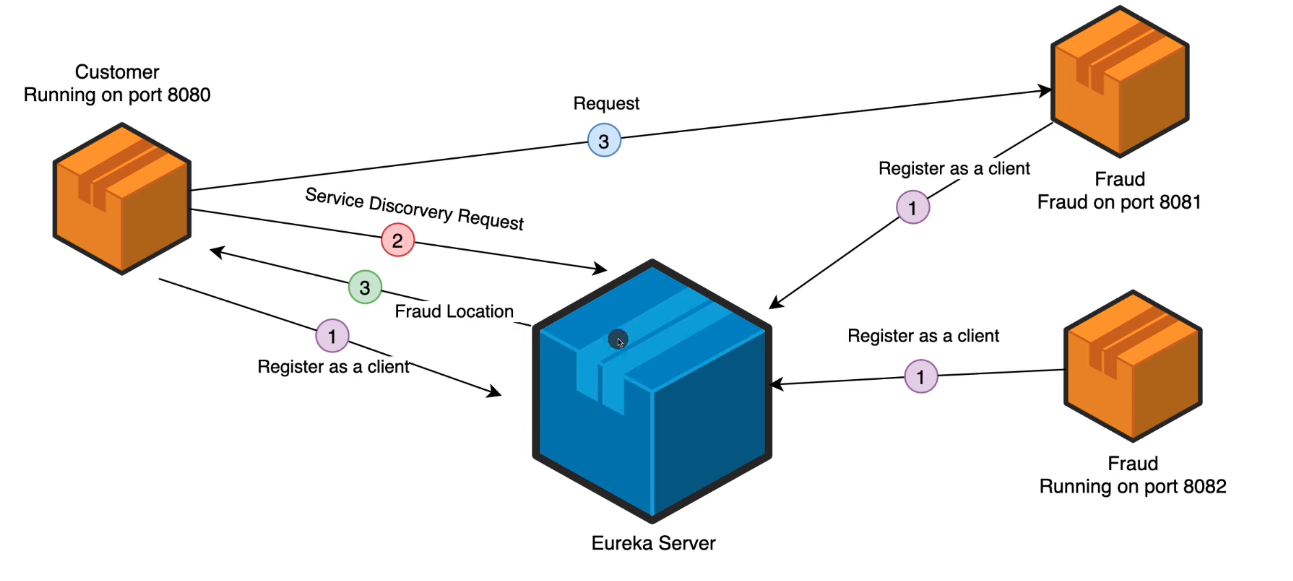 Customer
Running on port 8080
Request
3
Service Discorvery Request
2
3
Fraud Location
1
Register as a client
Register as a client
1
Fraud
Fraud on port 8081
Register as a client
1
Fraud
Running on port 8082
Eureka Server